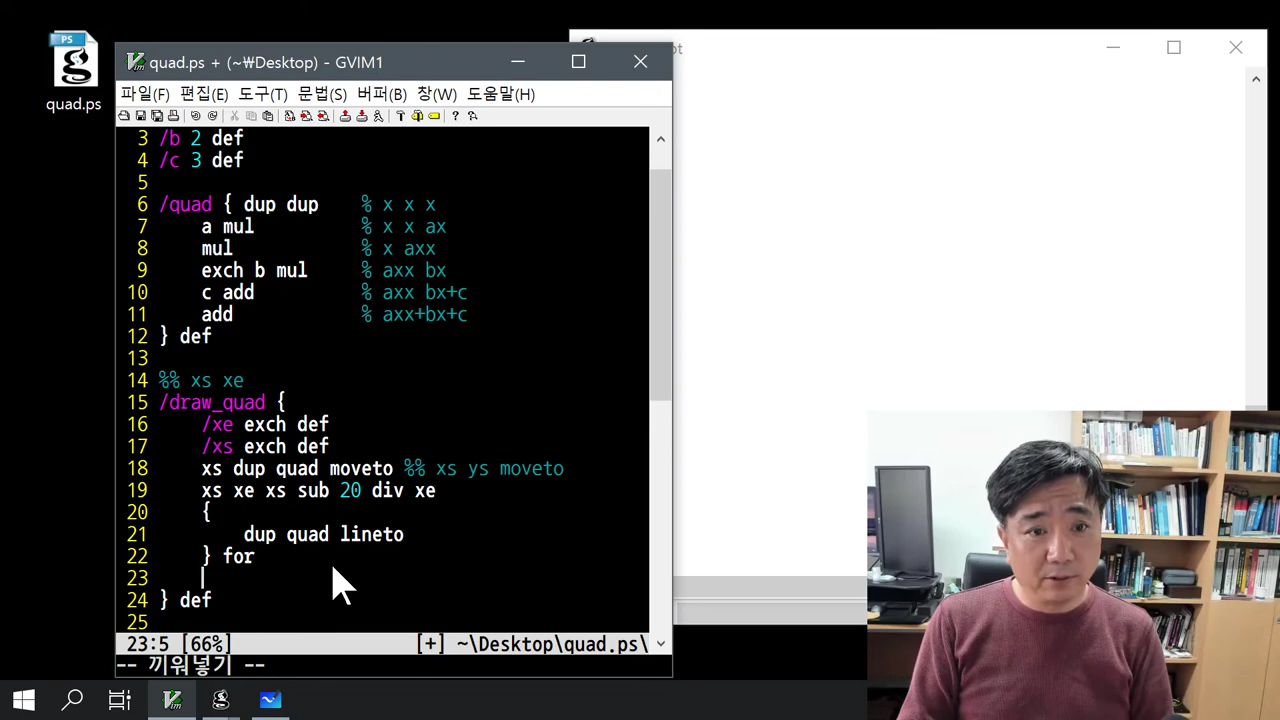 PS
quad.ps
quad.ps + (~₩Desktop) - GVIM1
파일(F) 편집(E) 도구(T) 문법(S) 버퍼(B) 창(W) 도움말(H)
3 /b 2 def
4 /c 3 def
5
6 /quad { dup dup % x x x
7 a mul % x x ax
8 mul % x axx
9 exch b mul % axx bx
10 c add % axx bx+c
11 add % axx+bx+c
12 } def
13
14 %% xs xe
15 /draw_quad {
16 /xe exch def
17 /xs exch def
18 xs dup quad moveto %% xs ys moveto
19 xs xe xs sub 20 div xe
20 {
21 dup quad lineto
22 } for
23
24 } def
25
23:5 [66%] [+] ~\Desktop\quad.ps\
-- 끼워넣기 --